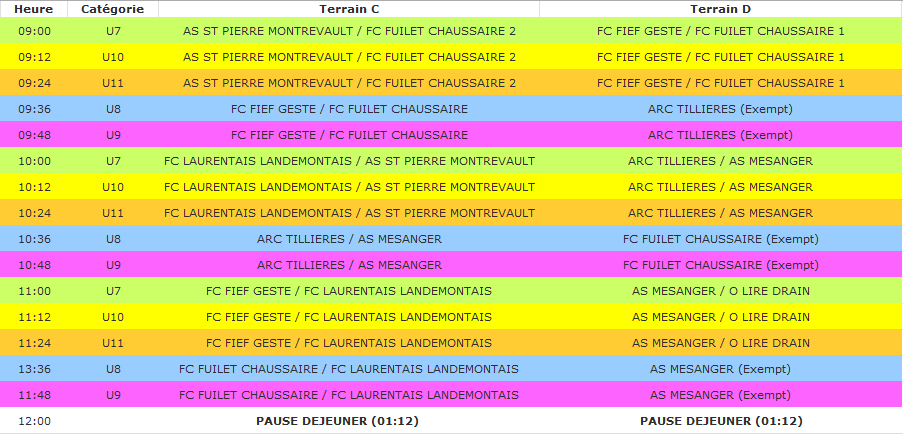 Heure Catégorie Terrain C Terrain D
09:00 U7 AS ST PIERRE MONTREVAULT / FC FUILET CHAUSSAIRE 2 FC FIEF GESTE / FC FUILET CHAUSSAIRE 1
09:12 U10 AS ST PIERRE MONTREVAULT / FC FUILET CHAUSSAIRE 2 FC FIEF GESTE / FC FUILET CHAUSSAIRE 1
09:24 U11 AS ST PIERRE MONTREVAULT / FC FUILET CHAUSSAIRE 2 FC FIEF GESTE / FC FUILET CHAUSSAIRE 1
09:36 U8 FC FIEF GESTE / FC FUILET CHAUSSAIRE ARC TILLIERES (Exempt)
09:48 U9 FC FIEF GESTE / FC FUILET CHAUSSAIRE ARC TILLIERES (Exempt)
10:00 U7 FC LAURENTAIS LANDEMONTAIS / AS ST PIERRE MONTREVAULT ARC TILLIERES / AS MESANGER
10:12 U10 FC LAURENTAIS LANDEMONTAIS / AS ST PIERRE MONTREVAULT ARC TILLIERES / AS MESANGER
10:24 U11 FC LAURENTAIS LANDEMONTAIS / AS ST PIERRE MONTREVAULT ARC TILLIERES / AS MESANGER
10:36 U8 ARC TILLIERES / AS MESANGER FC FUILET CHAUSSAIRE (Exempt)
10:48 U9 ARC TILLIERES / AS MESANGER FC FUILET CHAUSSAIRE (Exempt)
11:00 U7 FC FIEF GESTE / FC LAURENTAIS LANDEMONTAIS AS MESANGER / O LIRE DRAIN
11:12 U10 FC FIEF GESTE / FC LAURENTAIS LANDEMONTAIS AS MESANGER / O LIRE DRAIN
11:24 U11 FC FIEF GESTE / FC LAURENTAIS LANDEMONTAIS AS MESANGER / O LIRE DRAIN
13:36 U8 FC FUILET CHAUSSAIRE / FC LAURENTAIS LANDEMONTAIS AS MESANGER (Exempt)
11:48 U9 FC FUILET CHAUSSAIRE / FC LAURENTAIS LANDEMONTAIS AS MESANGER (Exempt)
12:00 PAUSE DEJEUNER (01:12) PAUSE DEJEUNER (01:12)